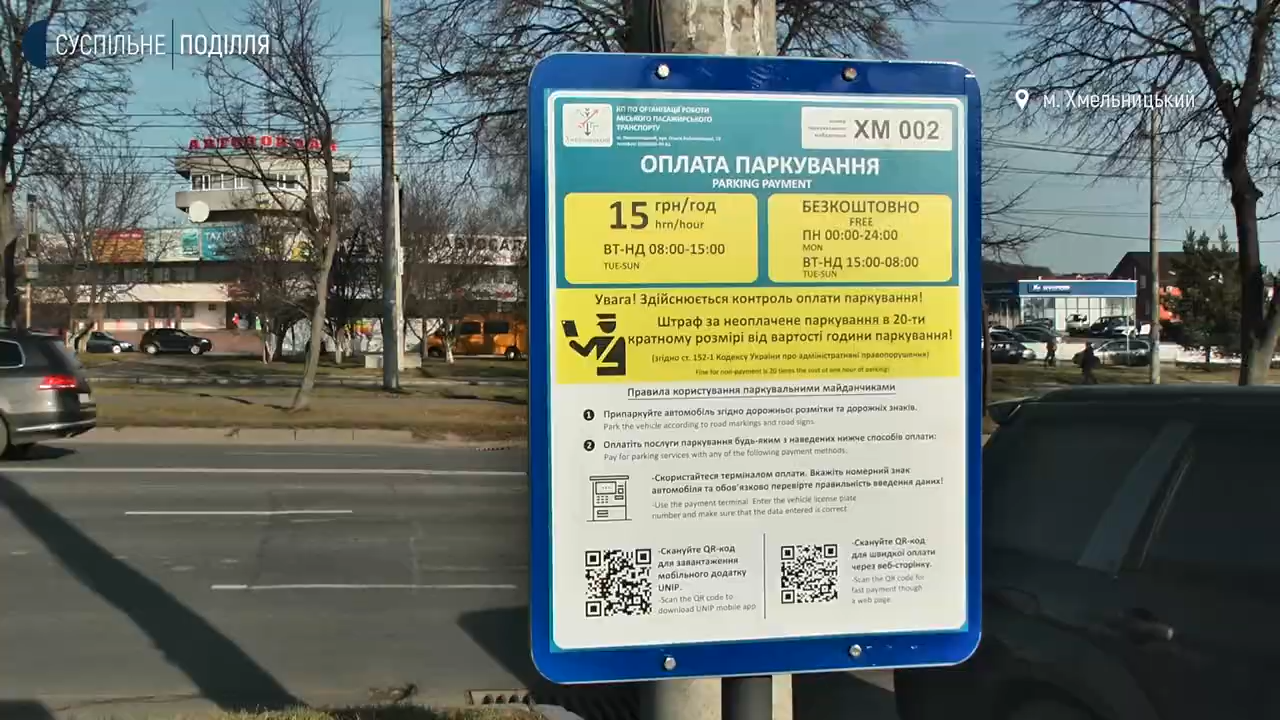 СУСПІЛЬНЕ ПОДІЛЛЯ
м. Хмельницький
АВТОВОКЗАЛ
КП ПО ОРГАНІЗАЦІЇ РОБОТИ
МІСЬКОГО ПАСАЖИРСЬКОГО
ТРАНСПОРТУ
Хмельницький
ХМ 002
ОПЛАТА ПАРКУВАННЯ
PARKING PAYMENT
15 грн/год
hrn/hour
ВТ-НД 08:00-15:00
TUE-SUN
БЕЗКОШТОВНО
FREE
ПН 00:00-24:00
MON
ВТ-НД 15:00-08:00
TUE-SUN
Увага! Здійснюється контроль оплати паркування!
Штраф за неоплачене паркування в 20-ти
кратному розмірі від вартості години паркування!
(згідно ст. 152-1 Кодексу України про адміністративні правопорушення)
Fine for non-payment is 20 times the cost of one hour of parking!
Правила користування паркувальними майданчиками
1 Припаркуйте автомобіль згідно дорожньої розмітки та дорожніх знаків.
Park the vehicle according to road markings and road signs.
2 Оплатіть послуги паркування будь-яким з наведених нижче способів оплати:
Pay for parking services with any of the following payment methods.
-Скористайтеся терміналом оплати. Вкажіть номерний знак
автомобіля та обов'язково перевірте правильність введення даних!
-Use the payment terminal. Enter the vehicle license plate
number and make sure that the data entered is correct
-Скануйте QR-код
для завантаження
мобільного додатку
UNIP.
-Scan the QR code to
download UNIP mobile app
-Скануйте QR-код
для швидкої оплати
через веб-сторінку.
-Scan the QR code for
fast payment though
a web page.
HYUNDAI